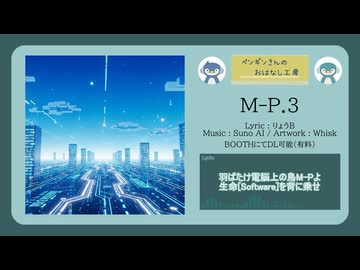 ペンギンさんの
おはなし工房
M-P.3
Lyric : りょうB
Music : Suno AI / Artwork : Whisk
BOOTHにてDL可能(有料)
Lyric
羽ばたけ電脳上の鳥M-Pよ
生命[Software]を背に乗せ